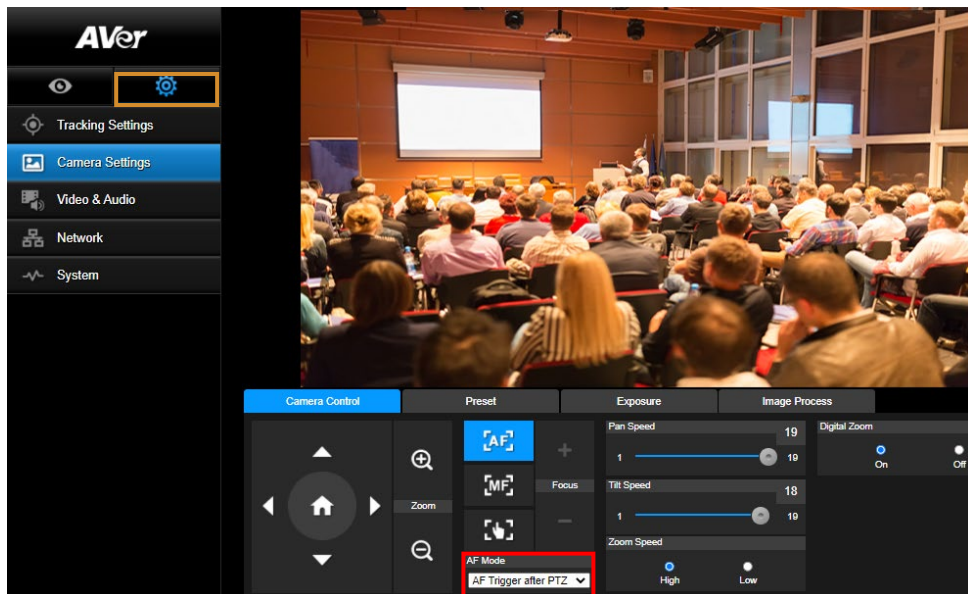 AVer
Tracking Settings
Camera Settings
Video & Audio
Network
System
Camera Control
Preset
Exposure
Image Process
Zoom
AF
MF
Focus
AF Mode
AF Trigger after PTZ
Pan Speed
19
1 19
Tilt Speed
18
1 19
Zoom Speed
High Low
Digital Zoom
On Off